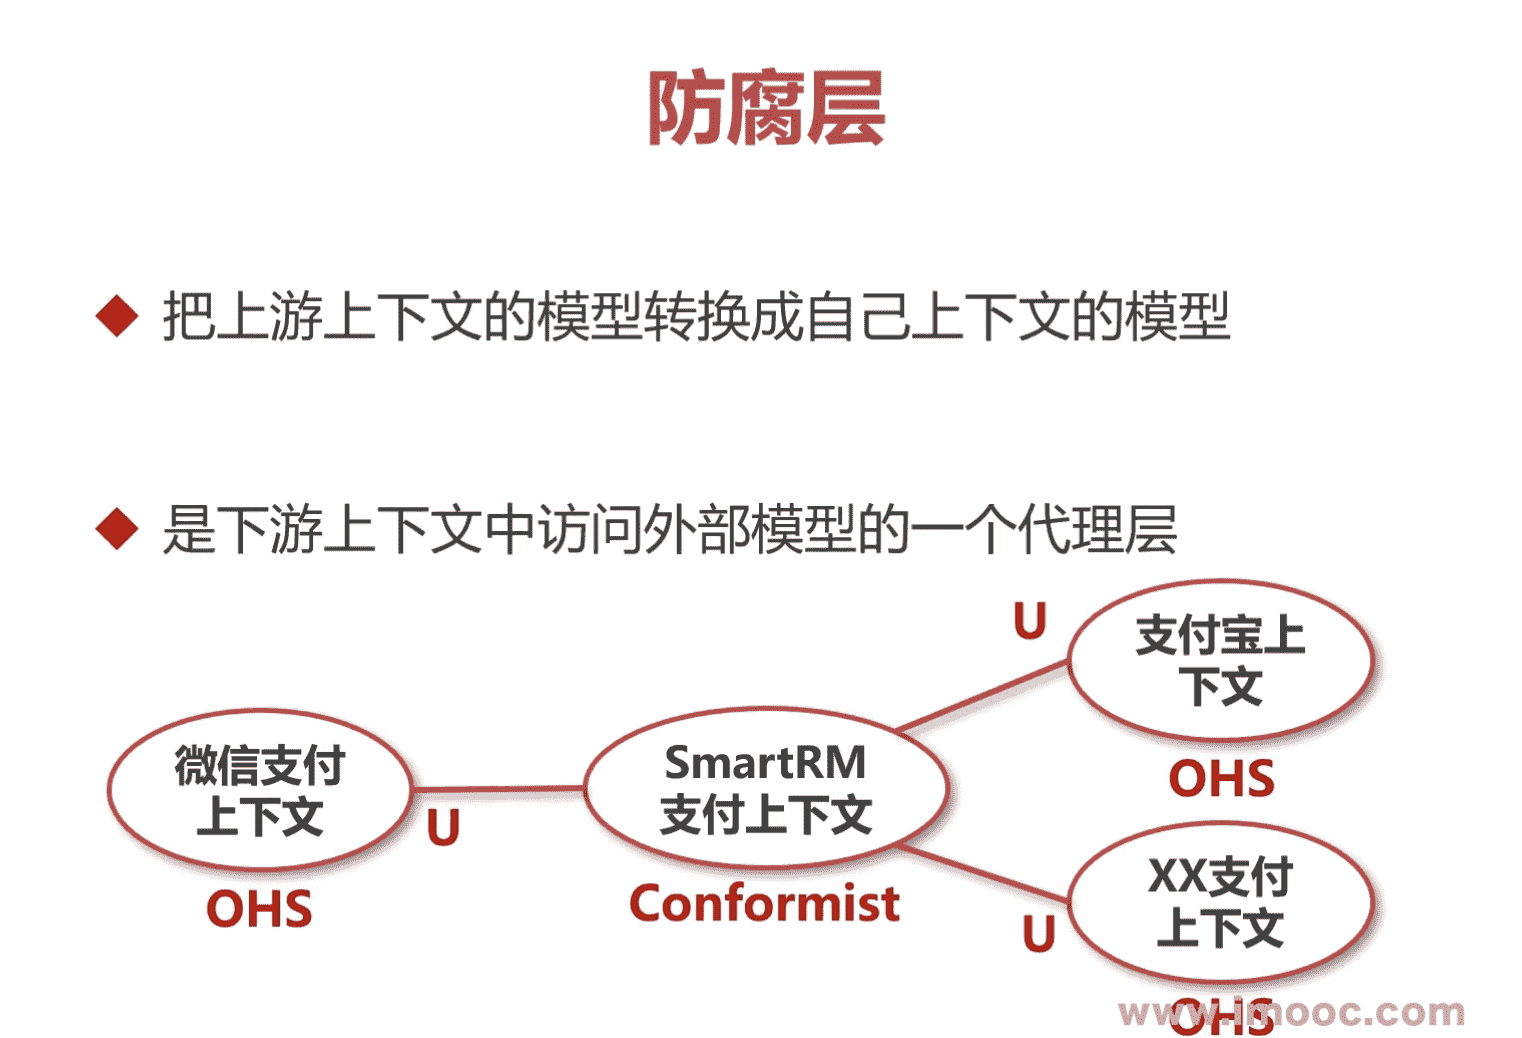 防腐层
把上游上下文的模型转换成自己上下文的模型
是下游上下文中访问外部模型的一个代理层
U
支付宝上
下文
OHS
微信支付
上下文
U
OHS
SmartRM
支付上下文
Conformist
XX支付
上下文
U
OHS
www.imooc.com